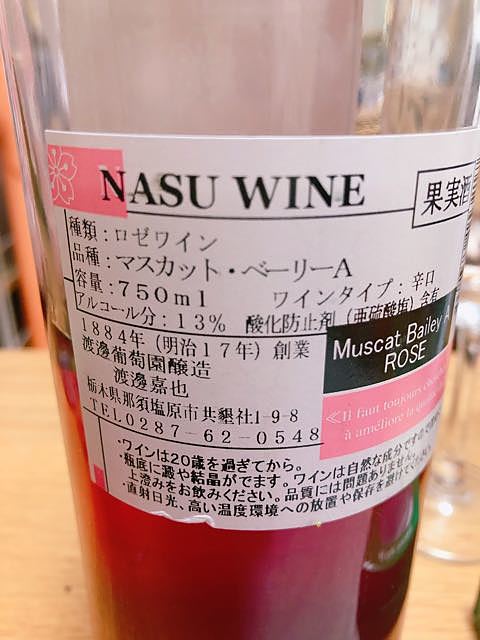 NASU WINE
果実酒
種類：ロゼワイン
品種：マスカット・ベーリーA
容量：750ml ワインタイプ：辛口
アルコール分：13% 酸化防止剤（亜硫酸塩）含有
1884年（明治17年）創業
渡邊葡萄園醸造
渡邊嘉也
栃木県那須塩原市共墾社1-9-8
TEL0287-62-0548
Muscat Bailey A
ROSE
≪Il faut toujours
à améliorer la
・ワインは20歳を過ぎてから。
・瓶底に澱や結晶がでます。ワインは自然な成分ですので
上澄みをお飲みください。品質には問題ありません。
・直射日光、高い温度環境への放置や保存を避けて